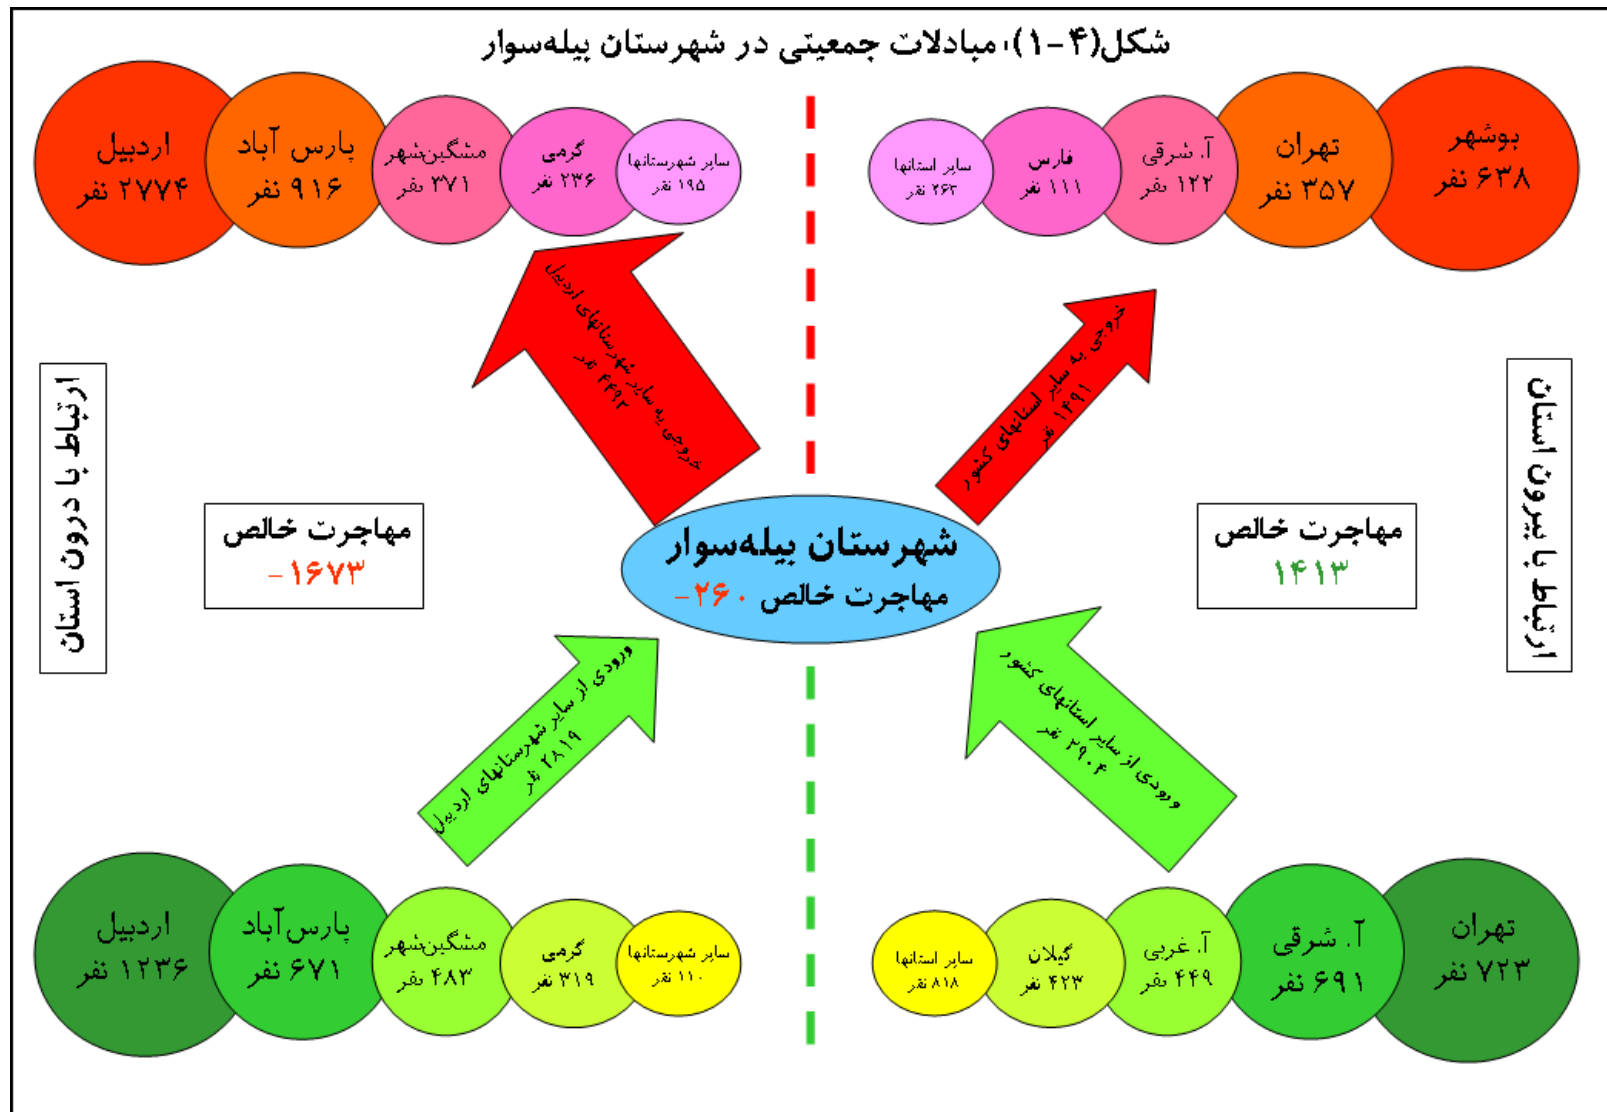 شکل(۴-۱)، مبادلات جمعیتی در شهرستان بیله‌سوار
بوشهر
۶۳۸ نفر
تهران
۳۵۷ نفر
آ. شرقی
۱۲۲ نفر
فارس
۱۱۱ نفر
سایر استانها
۲۶۳ نفر
سایر شهرستانها
۱۹۵ نفر
گرمی
۲۳۶ نفر
مشگین‌شهر
۳۷۱ نفر
پارس آباد
۹۱۶ نفر
اردبیل
۲۷۷۴ نفر
خروجی به سایر استانهای کشور
۱۴۹۱ نفر
خروجی به سایر شهرستانهای اردبیل
۴۴۹۲ نفر
ارتباط با بیرون استان
مهاجرت خالص
۱۴۱۳
شهرستان بیله‌سوار
مهاجرت خالص ۲۶۰-
مهاجرت خالص
۱۶۷۳-
ارتباط با درون استان
ورودی از سایر استانهای کشور
۲۹۰۴ نفر
ورودی از سایر شهرستانهای اردبیل
۲۸۱۹ نفر
تهران
۷۲۳ نفر
آ. شرقی
۶۹۱ نفر
آ. غربی
۴۴۹ نفر
گیلان
۴۲۳ نفر
سایر استانها
۸۱۸ نفر
سایر شهرستانها
۱۱۰ نفر
گرمی
۳۱۹ نفر
مشگین‌شهر
۴۸۳ نفر
پارس‌آباد
۶۷۱ نفر
اردبیل
۱۲۳۶ نفر